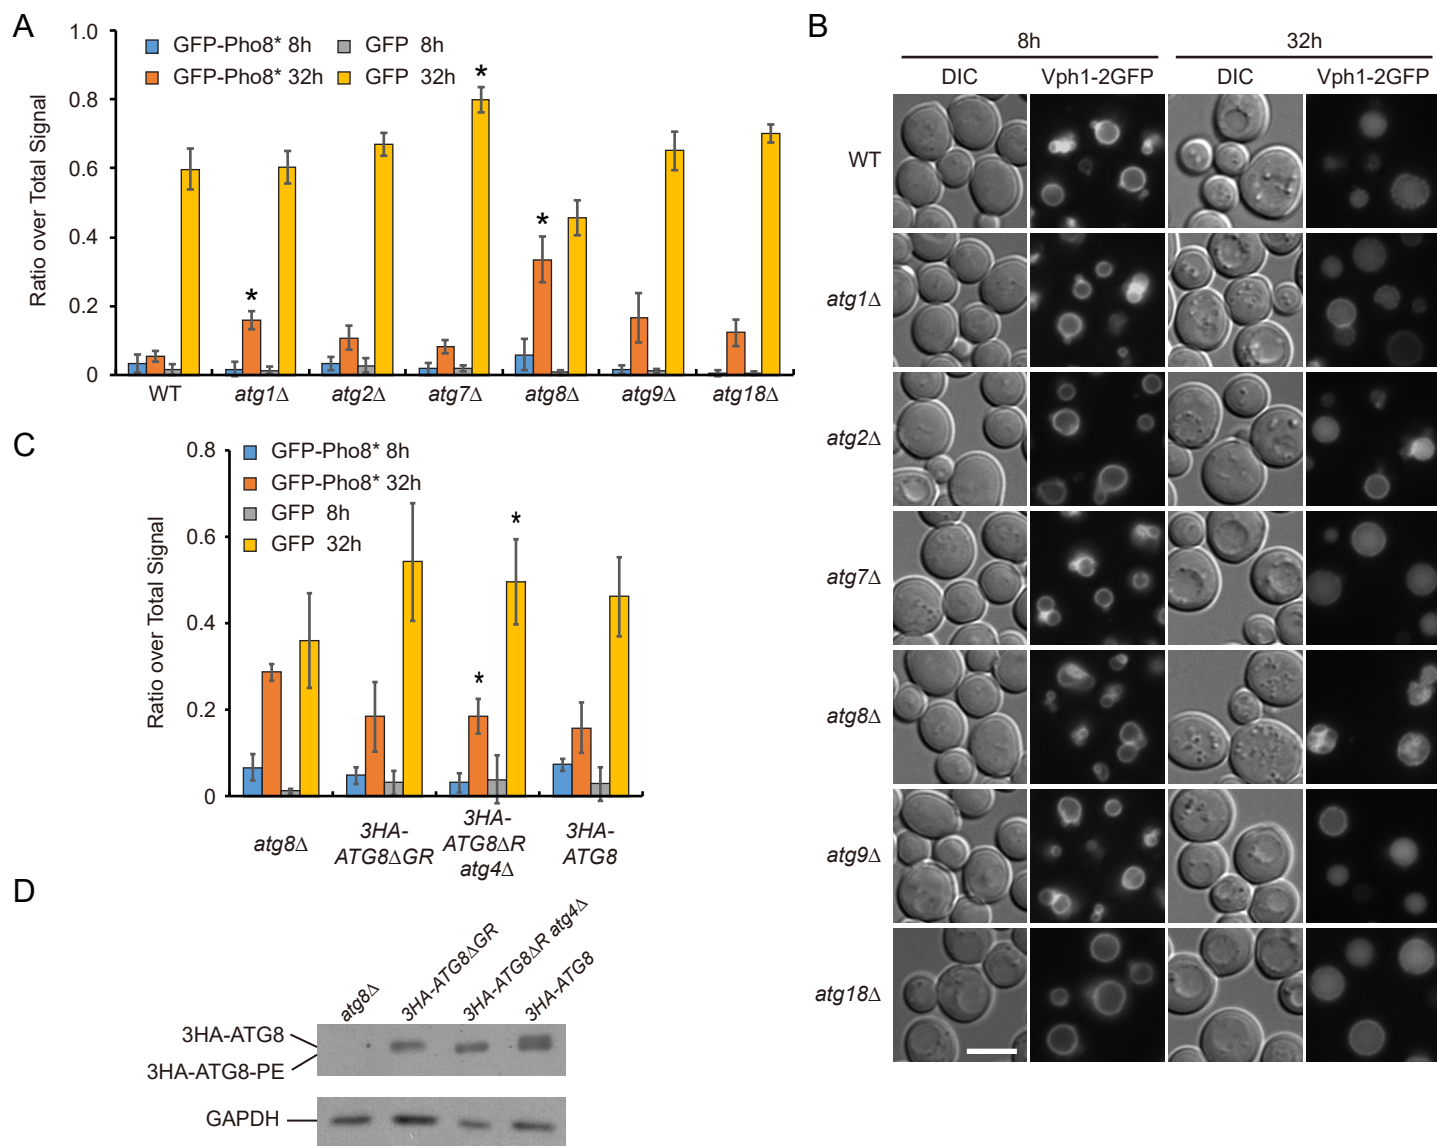 A
1.0
0.8
0.6
0.4
0.2
0
Ratio over Total Signal
GFP-Pho8* 8h
GFP 8h
GFP-Pho8* 32h
GFP 32h
*
*
*
WT
atg1Δ
atg2Δ
atg7Δ
atg8Δ
atg9Δ
atg18Δ
B
8h
32h
DIC
Vph1-2GFP
DIC
Vph1-2GFP
WT
atg1Δ
atg2Δ
atg7Δ
atg8Δ
atg9Δ
atg18Δ
C
0.8
0.6
0.4
0.2
0
Ratio over Total Signal
GFP-Pho8* 8h
GFP-Pho8* 32h
GFP 8h
GFP 32h
*
*
atg8Δ
3HA-
ATG8ΔGR
3HA-
ATG8ΔR
atg4Δ
3HA-
ATG8
D
atg8Δ
3HA-ATG8ΔGR
3HA-ATG8ΔR atg4Δ
3HA-ATG8
3HA-ATG8
3HA-ATG8-PE
GAPDH